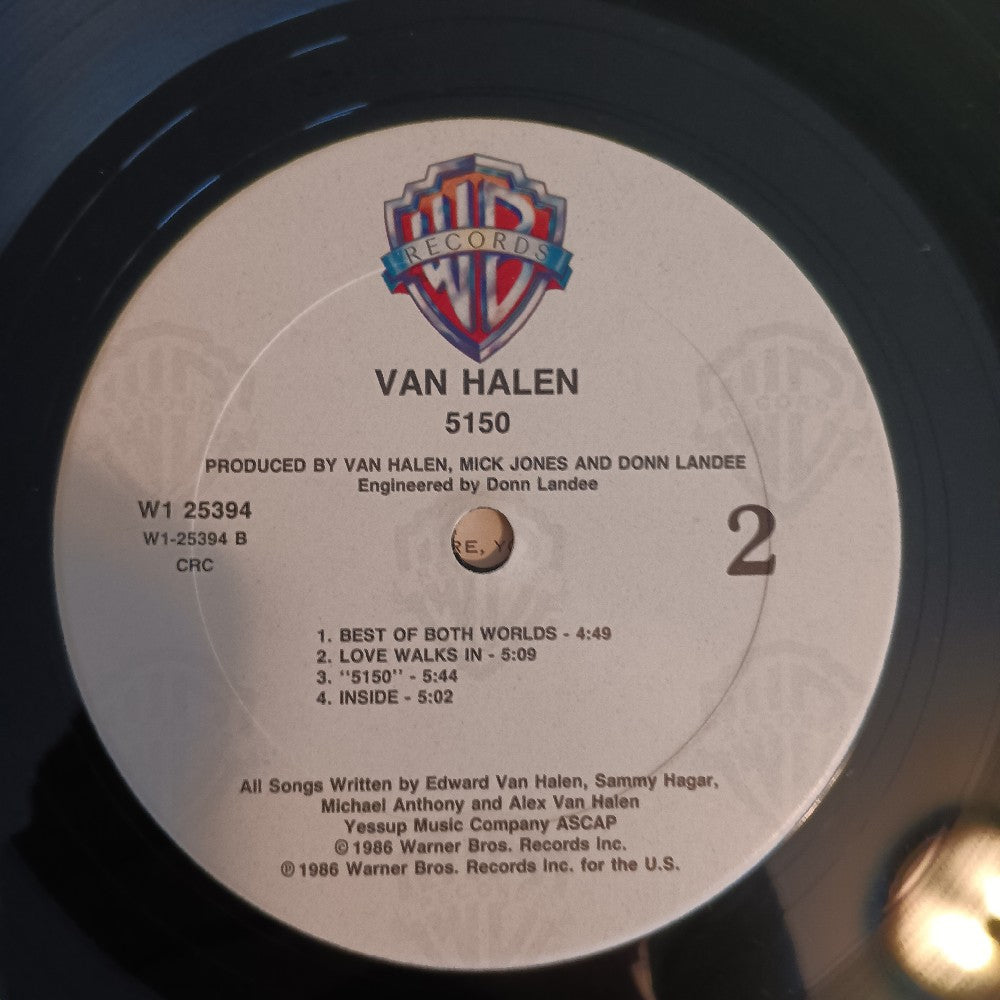 WB
RECORDS
VAN HALEN
5150
PRODUCED BY VAN HALEN, MICK JONES AND DONN LANDEE
Engineered by Donn Landee
W1 25394
W1-25394 B
CRC
2
RE, YO
1. BEST OF BOTH WORLDS - 4:49
2. LOVE WALKS IN - 5:09
3. "5150" - 5:44
4. INSIDE - 5:02
All Songs Written by Edward Van Halen, Sammy Hagar,
Michael Anthony and Alex Van Halen
Yessup Music Company ASCAP
© 1986 Warner Bros. Records Inc.
℗ 1986 Warner Bros. Records Inc. for the U.S.